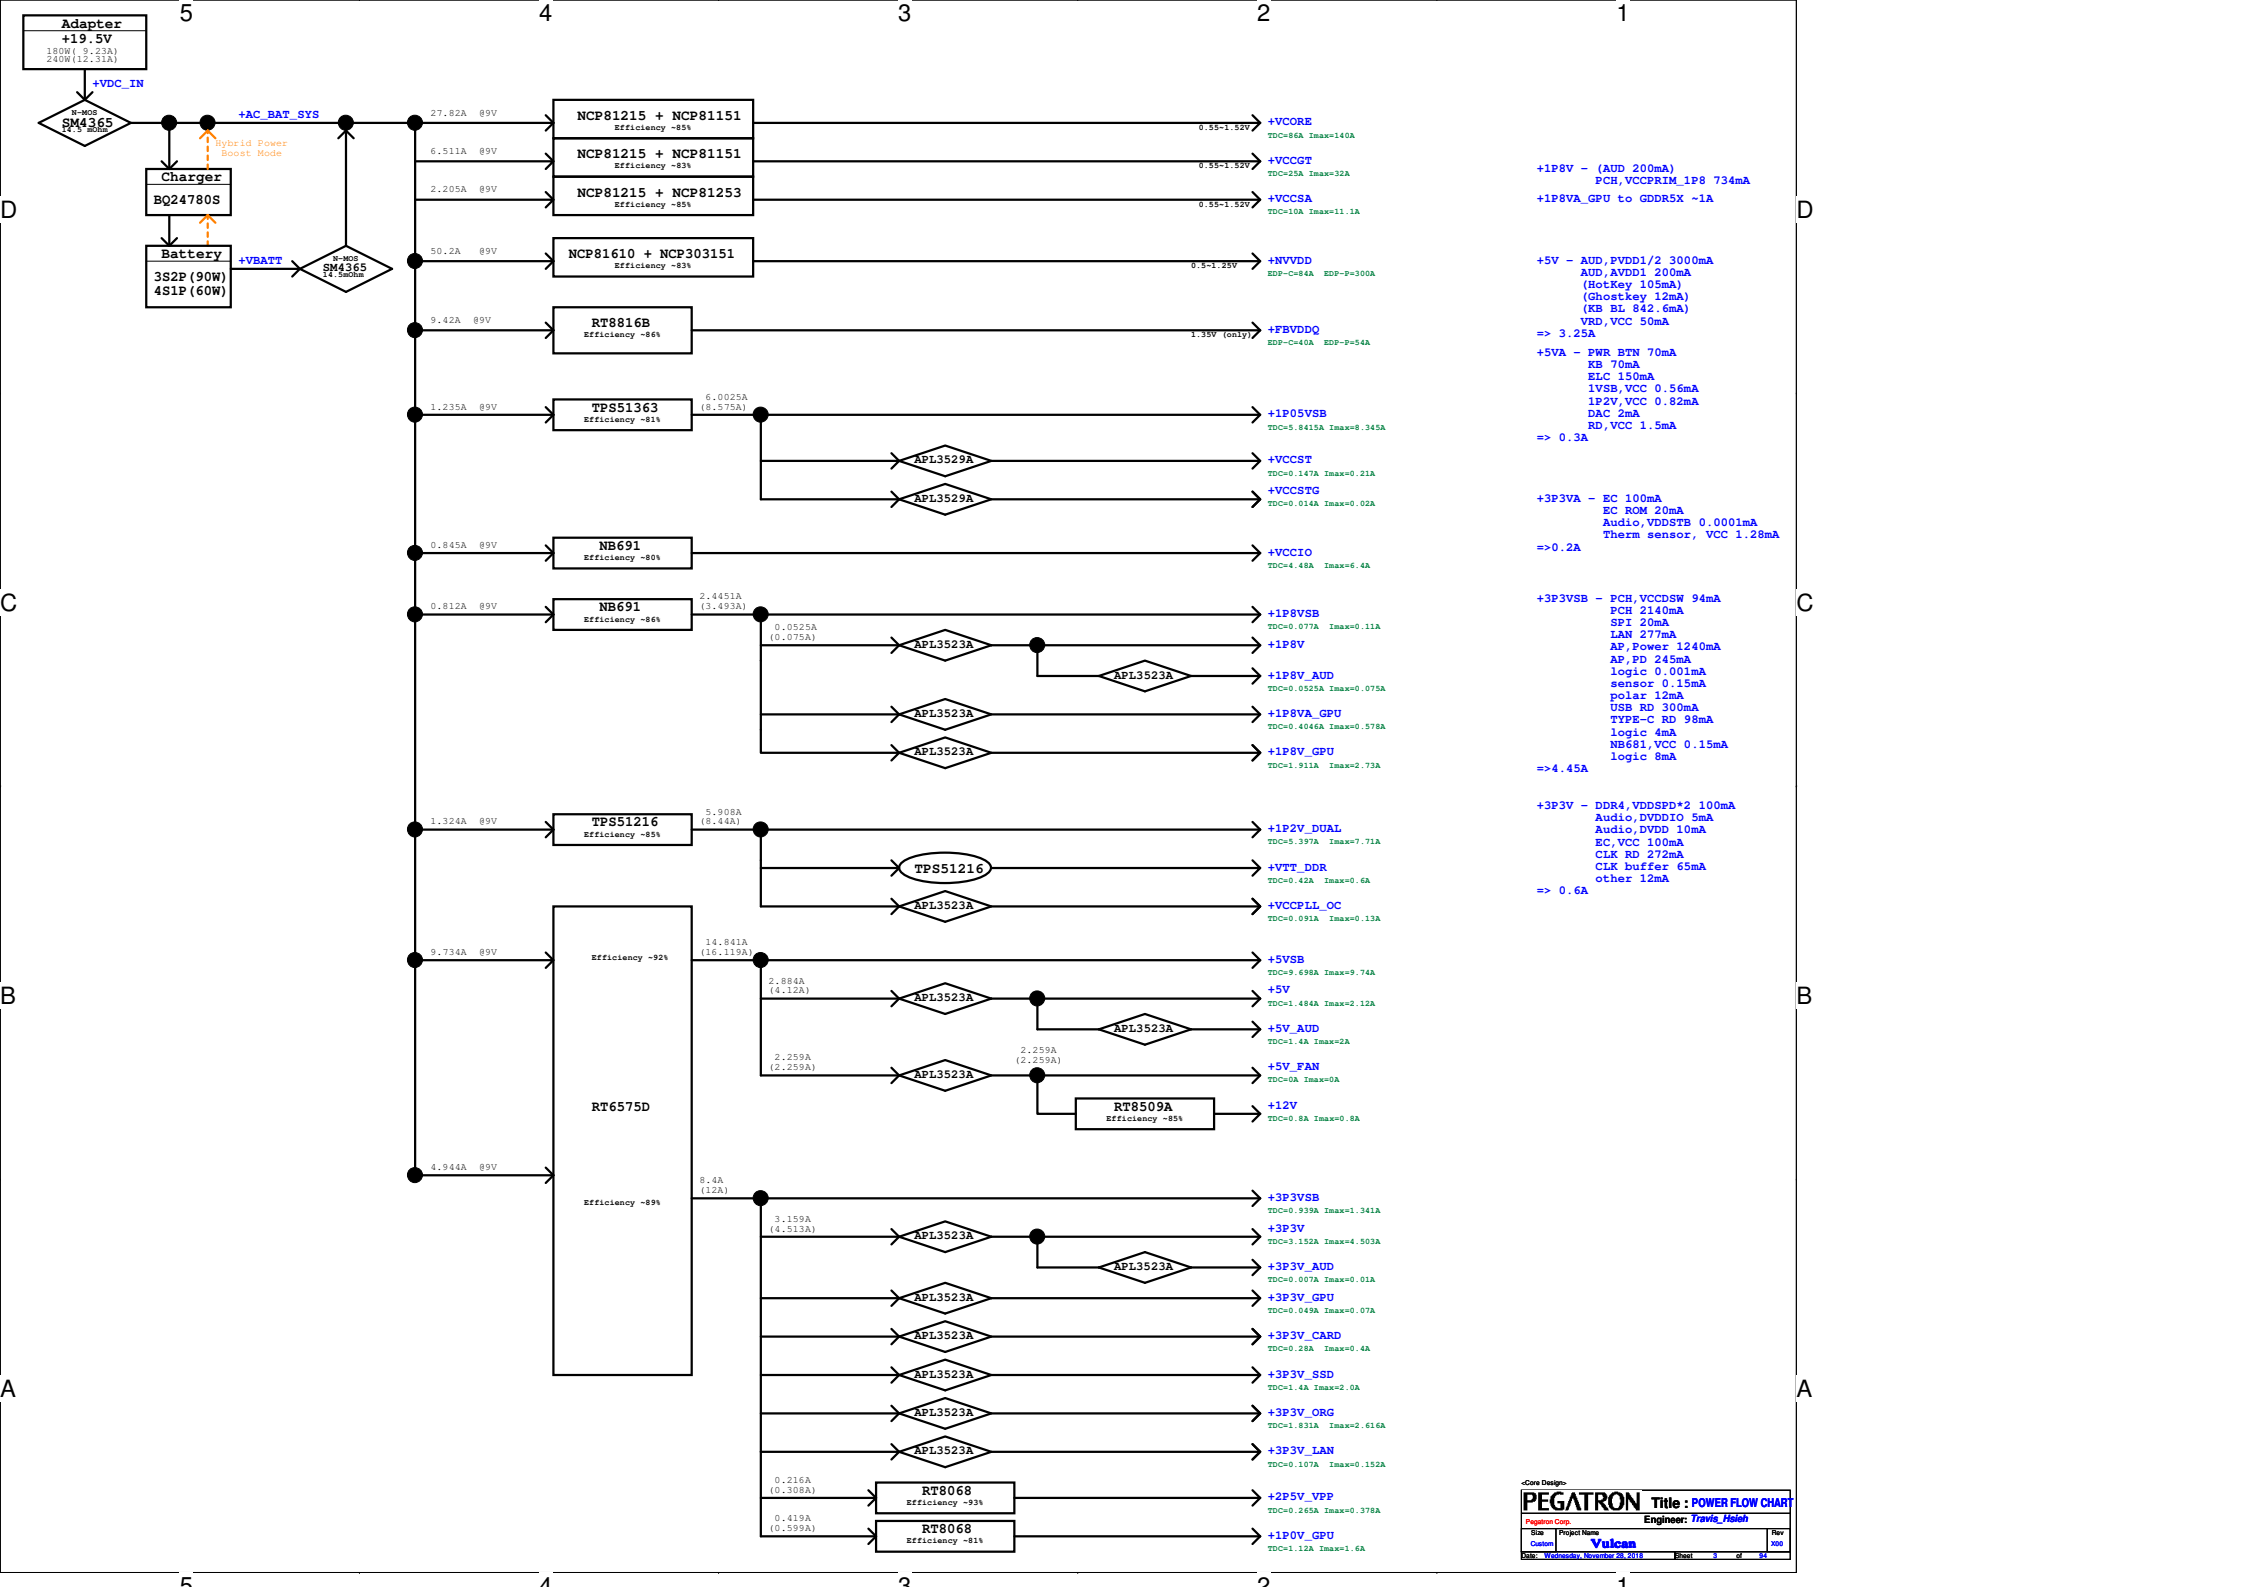 5 4 3 2 1
Adapter
+19.5V
180W( 9.23A)
240W(12.31A)
+VDC_IN
N-MOS
SM4365
14.5 mOhm
+AC_BAT_SYS
Hybrid Power
Boost Mode
Charger
BQ24780S
Battery
3S2P(90W)
4S1P(60W)
+VBATT
N-MOS
SM4365
14.5mOhm
D
C
B
A
27.82A @9V
NCP81215 + NCP81151
Efficiency ~85%
0.55~1.52V
+VCORE
TDC=86A Imax=140A
6.511A @9V
NCP81215 + NCP81151
Efficiency ~83%
0.55~1.52V
+VCCGT
TDC=25A Imax=32A
2.205A @9V
NCP81215 + NCP81253
Efficiency ~85%
0.55~1.52V
+VCCSA
TDC=10A Imax=11.1A
50.2A @9V
NCP81610 + NCP303151
Efficiency ~83%
0.5~1.25V
+NVVDD
EDP-C=84A EDP-P=300A
9.42A @9V
RT8816B
Efficiency ~86%
1.35V (only)
+FBVDDQ
EDP-C=40A EDP-P=54A
1.235A @9V
TPS51363
Efficiency ~81%
6.0025A
(8.575A)
+1P05VSB
TDC=5.8415A Imax=8.345A
APL3529A
+VCCST
TDC=0.147A Imax=0.21A
APL3529A
+VCCSTG
TDC=0.014A Imax=0.02A
0.845A @9V
NB691
Efficiency ~80%
+VCCIO
TDC=4.48A Imax=6.4A
0.812A @9V
NB691
Efficiency ~86%
2.4451A
(3.493A)
+1P8VSB
TDC=0.077A Imax=0.11A
0.0525A
(0.075A)
APL3523A
+1P8V
APL3523A
+1P8V_AUD
TDC=0.0525A Imax=0.075A
APL3523A
+1P8VA_GPU
TDC=0.4046A Imax=0.578A
APL3523A
+1P8V_GPU
TDC=1.911A Imax=2.73A
1.324A @9V
TPS51216
Efficiency ~85%
5.908A
(8.44A)
+1P2V_DUAL
TDC=5.397A Imax=7.71A
TPS51216
+VTT_DDR
TDC=0.42A Imax=0.6A
APL3523A
+VCCPLL_OC
TDC=0.091A Imax=0.13A
9.734A @9V
Efficiency ~92%
14.841A
(16.119A)
+5VSB
TDC=9.698A Imax=9.74A
2.884A
(4.12A)
APL3523A
+5V
TDC=1.484A Imax=2.12A
APL3523A
+5V_AUD
TDC=1.4A Imax=2A
2.259A
(2.259A)
APL3523A
2.259A
(2.259A)
+5V_FAN
TDC=0A Imax=0A
RT6575D
RT8509A
Efficiency ~85%
+12V
TDC=0.8A Imax=0.8A
4.944A @9V
Efficiency ~89%
8.4A
(12A)
+3P3VSB
TDC=0.939A Imax=1.341A
3.159A
(4.513A)
APL3523A
+3P3V
TDC=3.152A Imax=4.503A
APL3523A
+3P3V_AUD
TDC=0.007A Imax=0.01A
APL3523A
+3P3V_GPU
TDC=0.049A Imax=0.07A
APL3523A
+3P3V_CARD
TDC=0.28A Imax=0.4A
APL3523A
+3P3V_SSD
TDC=1.4A Imax=2.0A
APL3523A
+3P3V_ORG
TDC=1.831A Imax=2.616A
APL3523A
+3P3V_LAN
TDC=0.107A Imax=0.152A
0.216A
(0.308A)
RT8068
Efficiency ~93%
+2P5V_VPP
TDC=0.265A Imax=0.378A
0.419A
(0.599A)
RT8068
Efficiency ~81%
+1P0V_GPU
TDC=1.12A Imax=1.6A
+1P8V - (AUD 200mA)
PCH,VCCPRIM_1P8 734mA
+1P8VA_GPU to GDDR5X ~1A
+5V - AUD,PVDD1/2 3000mA
AUD,AVDD1 200mA
(HotKey 105mA)
(Ghostkey 12mA)
(KB BL 842.6mA)
VRD,VCC 50mA
=> 3.25A
+5VA - PWR BTN 70mA
KB 70mA
ELC 150mA
1VSB,VCC 0.56mA
1P2V,VCC 0.82mA
DAC 2mA
RD,VCC 1.5mA
=> 0.3A
+3P3VA - EC 100mA
EC ROM 20mA
Audio,VDDSTB 0.0001mA
Therm sensor, VCC 1.28mA
=>0.2A
+3P3VSB - PCH,VCCDSW 94mA
PCH 2140mA
SPI 20mA
LAN 277mA
AP,Power 1240mA
AP,PD 245mA
logic 0.001mA
sensor 0.15mA
polar 12mA
USB RD 300mA
TYPE-C RD 98mA
logic 4mA
NB681,VCC 0.15mA
logic 8mA
=>4.45A
+3P3V - DDR4,VDDSPD*2 100mA
Audio,DVDDIO 5mA
Audio,DVDD 10mA
EC,VCC 100mA
CLK RD 272mA
CLK buffer 65mA
other 12mA
=> 0.6A
D
C
B
A
<Core Design>
PEGATRON Title : POWER FLOW CHART
Pegatron Corp. Engineer: Travis_Hsieh
Size Project Name Rev
Custom Vulcan X00
Date: Wednesday, November 28, 2018 Sheet 3 of 94
5 4 3 2 1